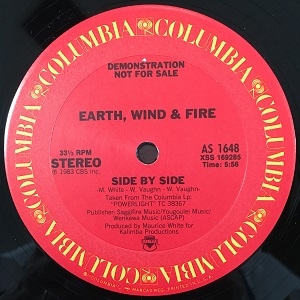 COLUMBIA COLUMBIA COLUMBIA COLUMBIA COLUMBIA COLUMBIA
DEMONSTRATION
NOT FOR SALE
EARTH, WIND & FIRE
33⅓ RPM
STEREO
℗ 1983 CBS Inc.
AS 1648
XSS 169265
Time: 5:58
SIDE BY SIDE
-M. White - W. Vaughn - W. Vaughn-
Taken From The Columbia Lp:
"POWERLIGHT" TC 38367
Publisher: Saggifire Music/Yougoulei Music/
Wenkewa Music (ASCAP)
Produced by Maurice White for
Kalimba Productions